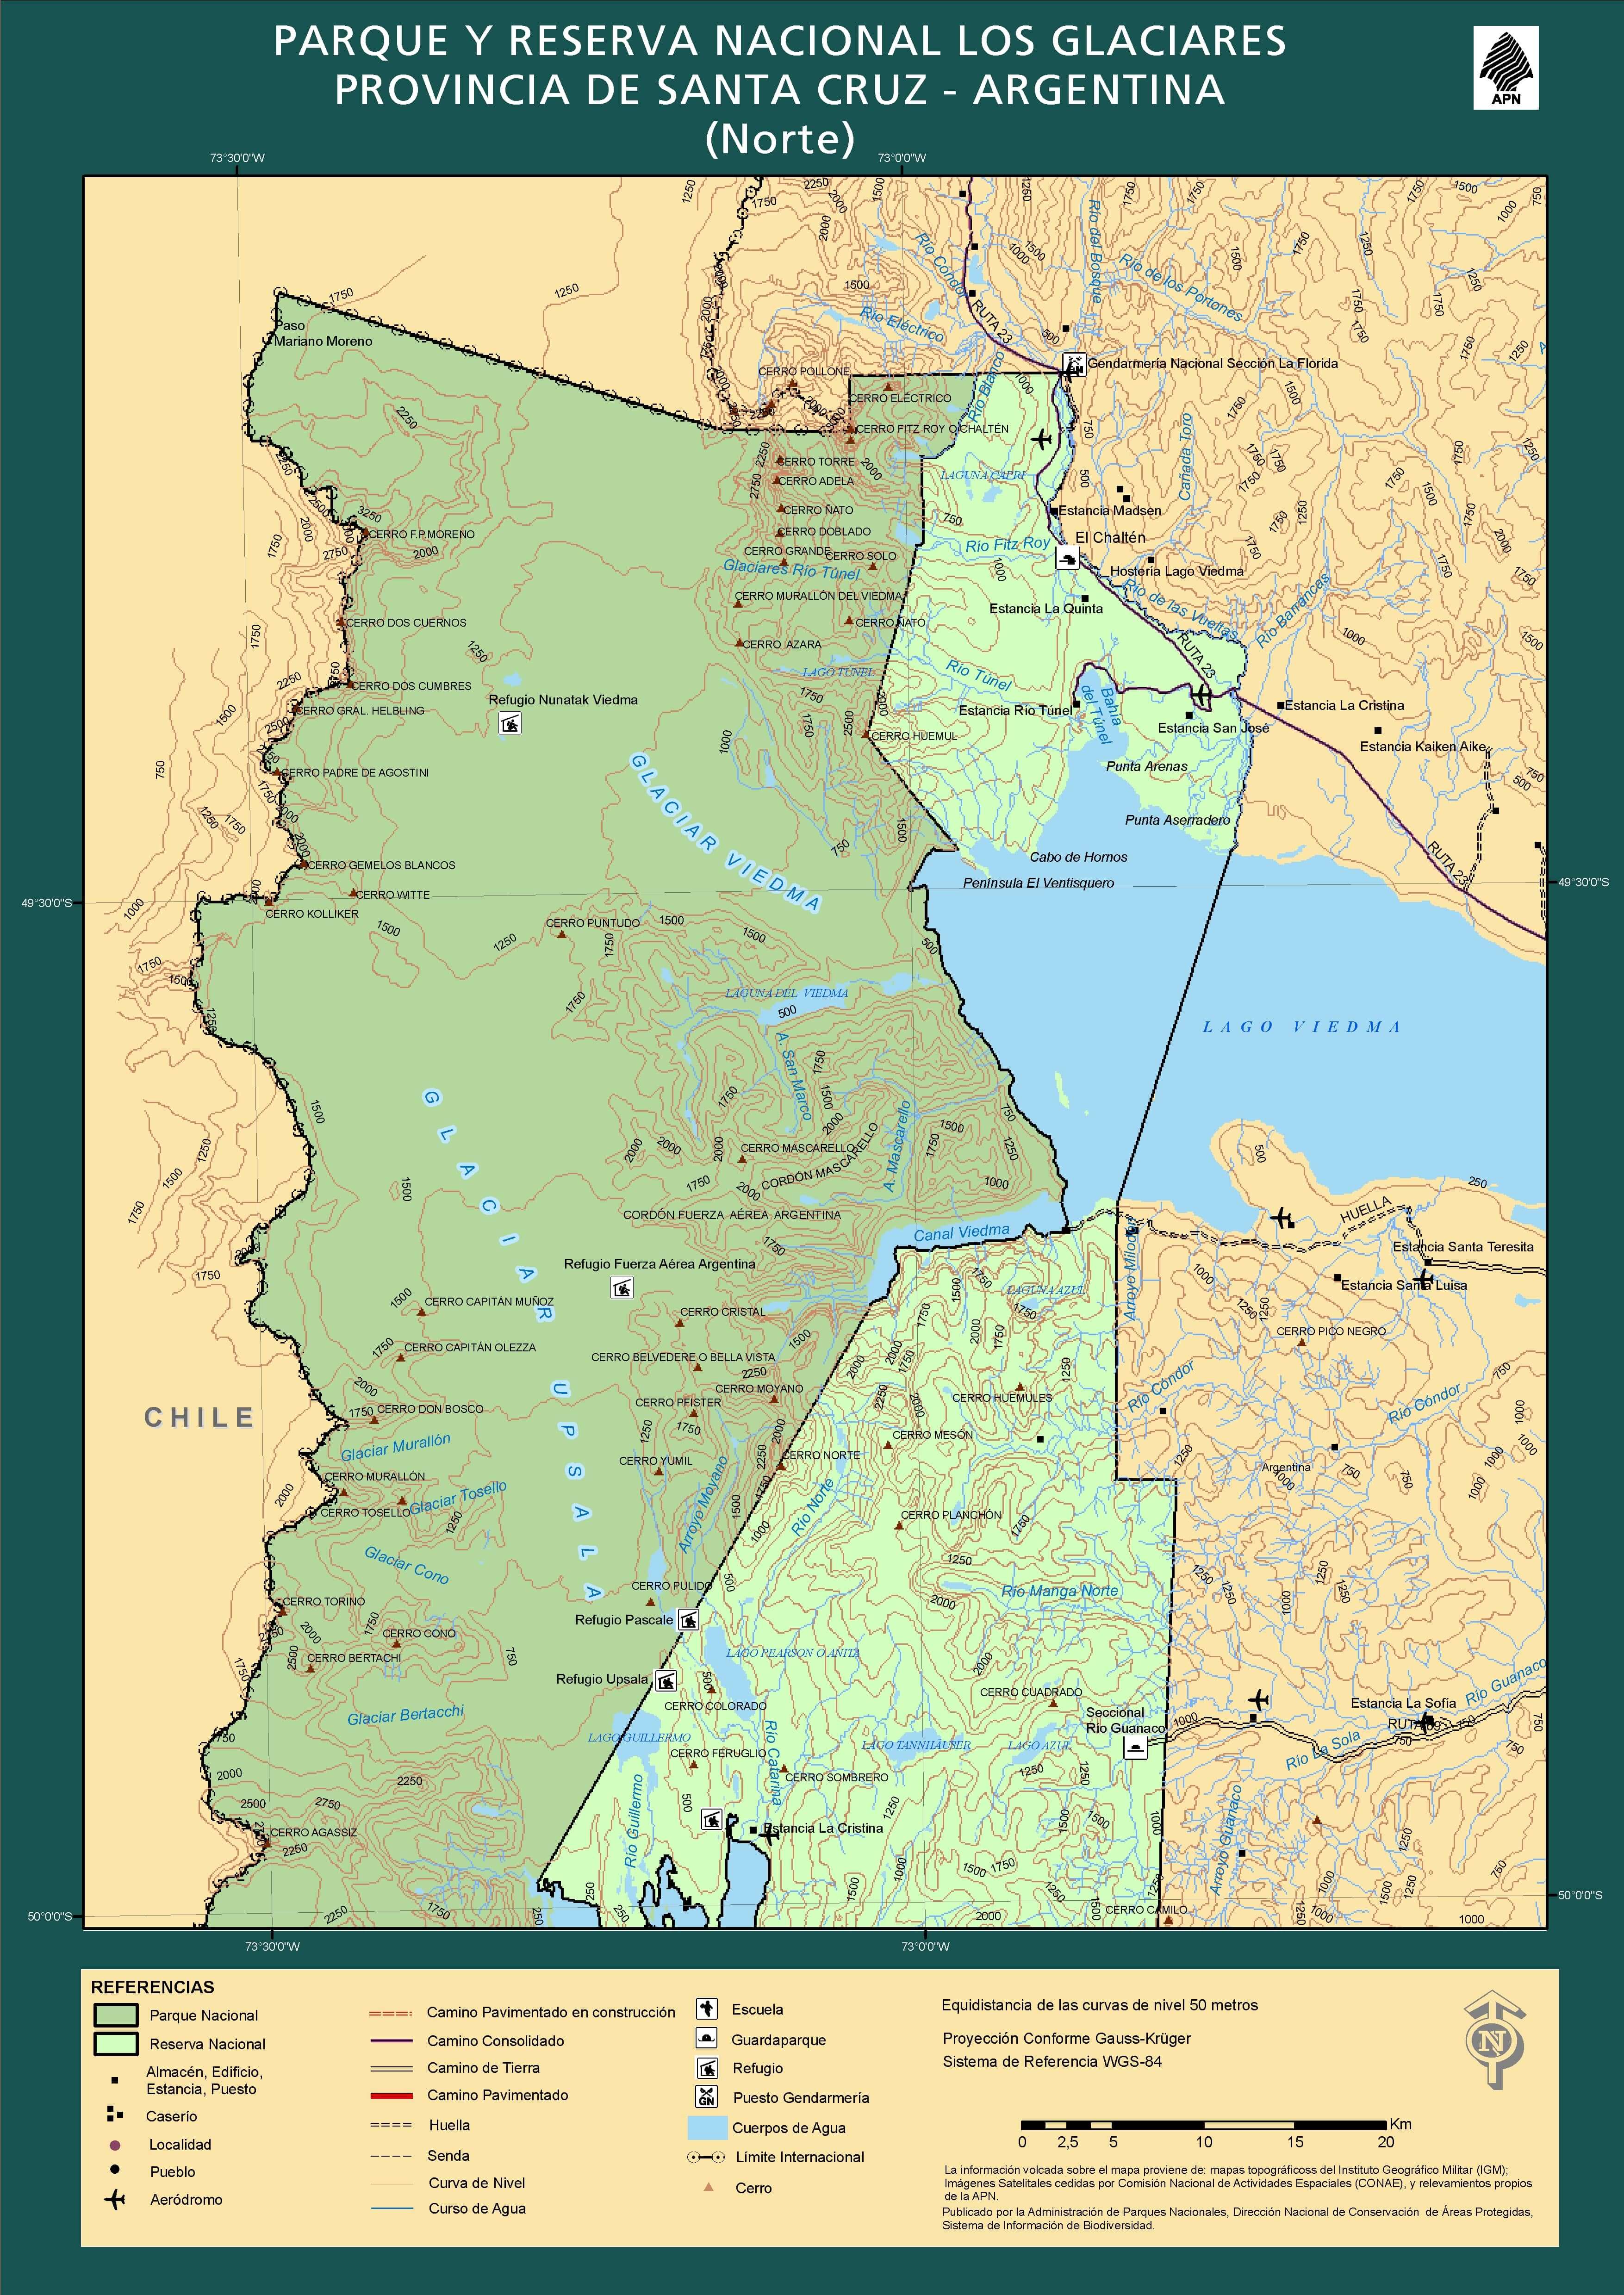 PARQUE Y RESERVA NACIONAL LOS GLACIARES
PROVINCIA DE SANTA CRUZ - ARGENTINA
(Norte)
APN
73°30'0"W
73°0'0"W
Paso
Mariano Moreno
Río Cóndor
Río del Bosque
Río de los Portones
Río Eléctrico
RUTA 23
Río Blanco
Gendarmería Nacional Sección La Florida
CERRO POLLONE
CERRO ELÉCTRICO
CERRO FITZ ROY O CHALTÉN
CERRO TORRE
LAGUNA CAPRI
Cañada Toro
CERRO ADELA
CERRO ÑATO
Estancia Madsen
CERRO F.P.MORENO
CERRO DOBLADO
El Chaltén
CERRO GRANDE
CERRO SOLO
Río Fitz Roy
Glaciares Río Túnel
Hostería Lago Viedma
CERRO MURALLÓN DEL VIEDMA
Estancia La Quinta
Río de las Vueltas
Río Barrancas
CERRO DOS CUERNOS
CERRO ÑATO
CERRO AZARA
RUTA 23
LAGO TÚNEL
Río Túnel
CERRO DOS CUMBRES
Refugio Nunatak Viedma
Bahía
del Túnel
CERRO GRAL. HELBLING
Estancia Río Túnel
Estancia La Cristina
Estancia San José
CERRO HUEMUL
Estancia Kaiken Aike
CERRO PADRE DE AGOSTINI
Punta Arenas
GLACIAR VIEDMA
Punta Aserradero
CERRO GEMELOS BLANCOS
Cabo de Hornos
RUTA 23
CERRO WITTE
Península El Ventisquero
49°30'0"S
49°30'0"S
CERRO KOLLIKER
CERRO PUNTUDO
LAGUNA DEL VIEDMA
LAGO VIEDMA
A. San Marco
GLACIAR UPSALA
A. Mascarello
CERRO MASCARELLO
CORDÓN MASCARELLO
CORDÓN FUERZA AÉREA ARGENTINA
HUELLA
Canal Viedma
Arroyo Milodón
Estancia Santa Teresita
Refugio Fuerza Aérea Argentina
Estancia Santa Luisa
LAGUNA AZUL
CERRO CAPITÁN MUÑOZ
CERRO CRISTAL
CERRO PICO NEGRO
CERRO CAPITÁN OLEZZA
CERRO BELVEDERE O BELLA VISTA
CERRO MOYANO
Río Cóndor
Río Cóndor
CERRO PFISTER
CERRO HUEMULES
CHILE
CERRO DON BOSCO
CERRO MESÓN
Glaciar Murallón
CERRO NORTE
CERRO YUMIL
Argentina
CERRO MURALLÓN
Arroyo Moyano
Río Norte
Glaciar Tosello
CERRO TOSELLO
CERRO PLANCHÓN
Glaciar Cono
CERRO PULIDO
Río Manga Norte
CERRO TORINO
Refugio Pascale
CERRO CONO
LAGO PEARSON O ANITA
CERRO BERTACHI
Refugio Upsala
CERRO COLORADO
CERRO CUADRADO
Estancia La Sofía
Río Guanaco
Glaciar Bertacchi
Seccional
Río Guanaco
RUTA 69
LAGO GUILLERMO
Río Catarina
LAGO TANNHAUSER
LAGO AZUL
Río La Sola
CERRO FERUGLIO
CERRO SOMBRERO
Río Guillermo
Arroyo Guanaco
CERRO AGASSIZ
Estancia La Cristina
CERRO CAMILO
50°0'0"S
50°0'0"S
73°30'0"W
73°0'0"W
REFERENCIAS
Parque Nacional
Reserva Nacional
Almacén, Edificio,
Estancia, Puesto
Caserío
Localidad
Pueblo
Aeródromo
Camino Pavimentado en construcción
Camino Consolidado
Camino de Tierra
Camino Pavimentado
Huella
Senda
Curva de Nivel
Curso de Agua
Escuela
Guardaparque
Refugio
GN
Puesto Gendarmería
Cuerpos de Agua
Límite Internacional
Cerro
Equidistancia de las curvas de nivel 50 metros
Proyección Conforme Gauss-Krüger
Sistema de Referencia WGS-84
N
Km
0 2,5 5 10 15 20
La información volcada sobre el mapa proviene de: mapas topográficoss del Instituto Geográfico Militar (IGM);
Imágenes Satelitales cedidas por Comisión Nacional de Actividades Espaciales (CONAE), y relevamientos propios
de la APN.
Publicado por la Administración de Parques Nacionales, Dirección Nacional de Conservación de Áreas Protegidas,
Sistema de Información de Biodiversidad.